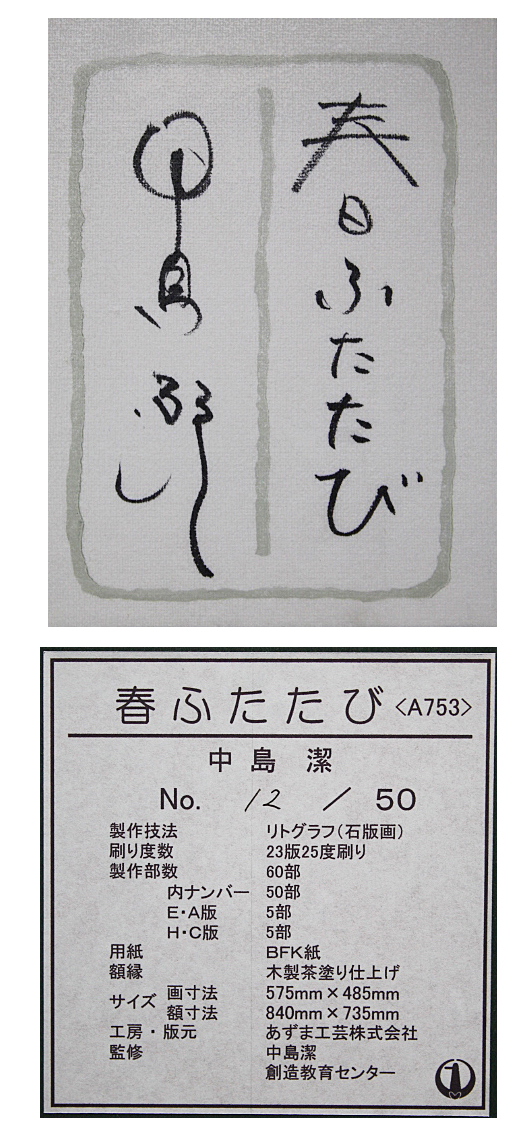 春ふたたび
中島潔
春ふたたび <A753>
中島 潔
No. 12 / 50
製作技法 リトグラフ(石版画)
刷り度数 23版25度刷り
製作部数 60部
内ナンバー 50部
E・A版 5部
H・C版 5部
用紙 BFK紙
額縁 木製茶塗り仕上げ
サイズ 画寸法 575mm×485mm
額寸法 840mm×735mm
工房・版元 あずま工芸株式会社
監修 中島潔
創造教育センター